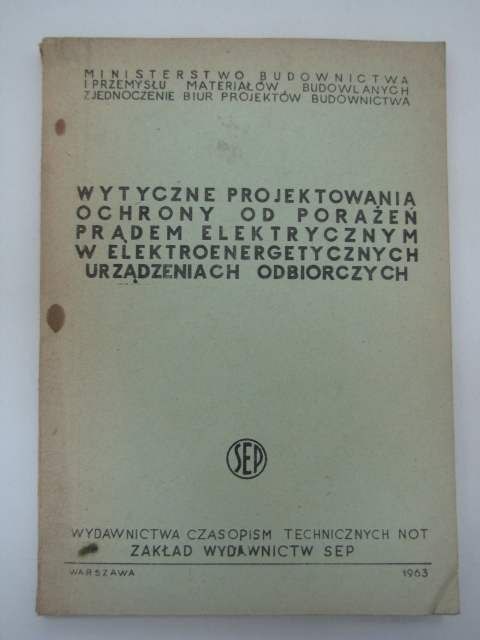 MINISTERSTWO BUDOWNICTWA
I PRZEMYSŁU MATERIAŁÓW BUDOWLANYCH
ZJEDNOCZENIE BIUR PROJEKTÓW BUDOWNICTWA
WYTYCZNE PROJEKTOWANIA
OCHRONY OD PORAŻEŃ
PRĄDEM ELEKTRYCZNYM
W ELEKTROENERGETYCZNYCH
URZĄDZENIACH ODBIORCZYCH
SEP
WYDAWNICTWA CZASOPISM TECHNICZNYCH NOT
ZAKŁAD WYDAWNICTW SEP
WARSZAWA 1963